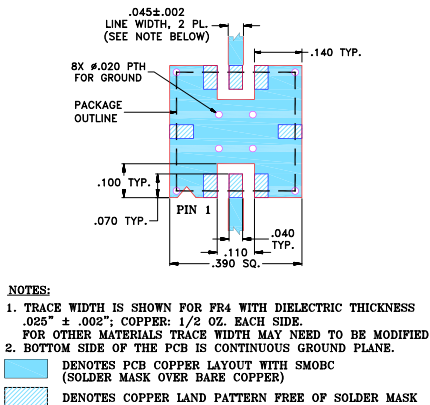 .045±.002
LINE WIDTH, 2 PL.
(SEE NOTE BELOW)
.140 TYP.
8X ø.020 PTH
FOR GROUND
PACKAGE
OUTLINE
.100 TYP.
.070 TYP.
PIN 1
.040
TYP.
.110
.390 SQ.
NOTES:
1. TRACE WIDTH IS SHOWN FOR FR4 WITH DIELECTRIC THICKNESS
.025" ± .002"; COPPER: 1/2 OZ. EACH SIDE.
FOR OTHER MATERIALS TRACE WIDTH MAY NEED TO BE MODIFIED
2. BOTTOM SIDE OF THE PCB IS CONTINUOUS GROUND PLANE.
DENOTES PCB COPPER LAYOUT WITH SMOBC
(SOLDER MASK OVER BARE COPPER)
DENOTES COPPER LAND PATTERN FREE OF SOLDER MASK